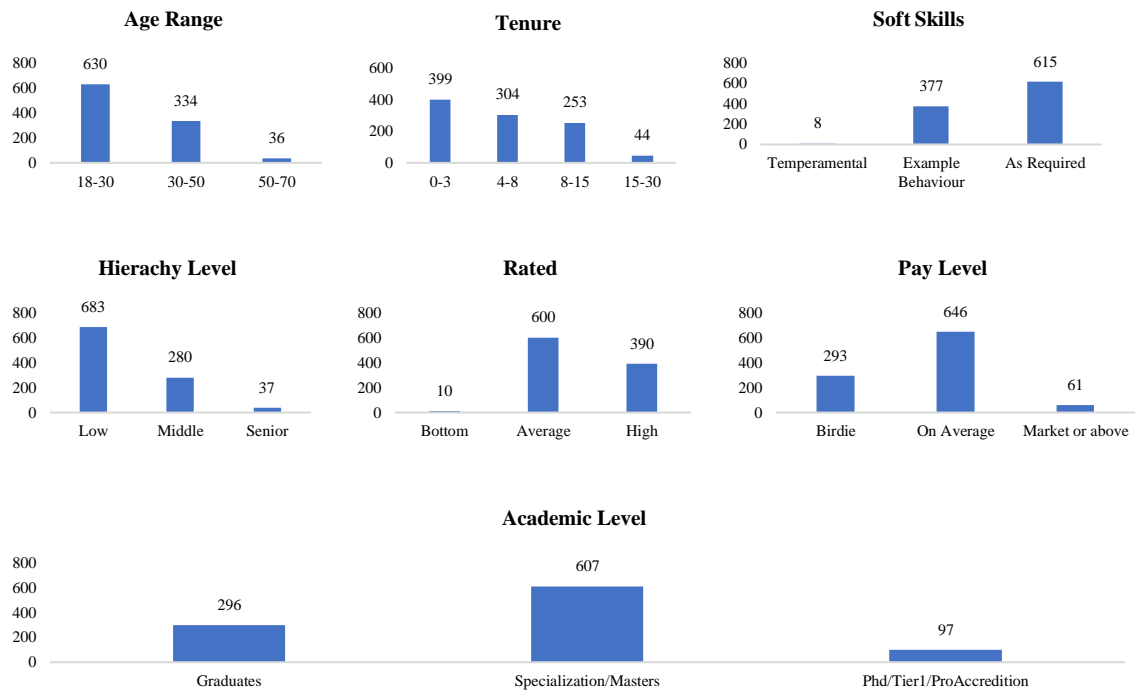 Age Range
800
600
400
200
0
630
334
36
18-30
30-50
50-70
Tenure
600
400
200
0
399
304
253
44
0-3
4-8
8-15
15-30
Soft Skills
800
600
400
200
0
8
377
615
Temperamental
Example
Behaviour
As Required
Hierachy Level
800
600
400
200
0
683
280
37
Low
Middle
Senior
Rated
800
600
400
200
0
10
600
390
Bottom
Average
High
Pay Level
800
600
400
200
0
293
646
61
Birdie
On Average
Market or above
Academic Level
800
600
400
200
0
296
607
97
Graduates
Specialization/Masters
Phd/Tier1/ProAccredition